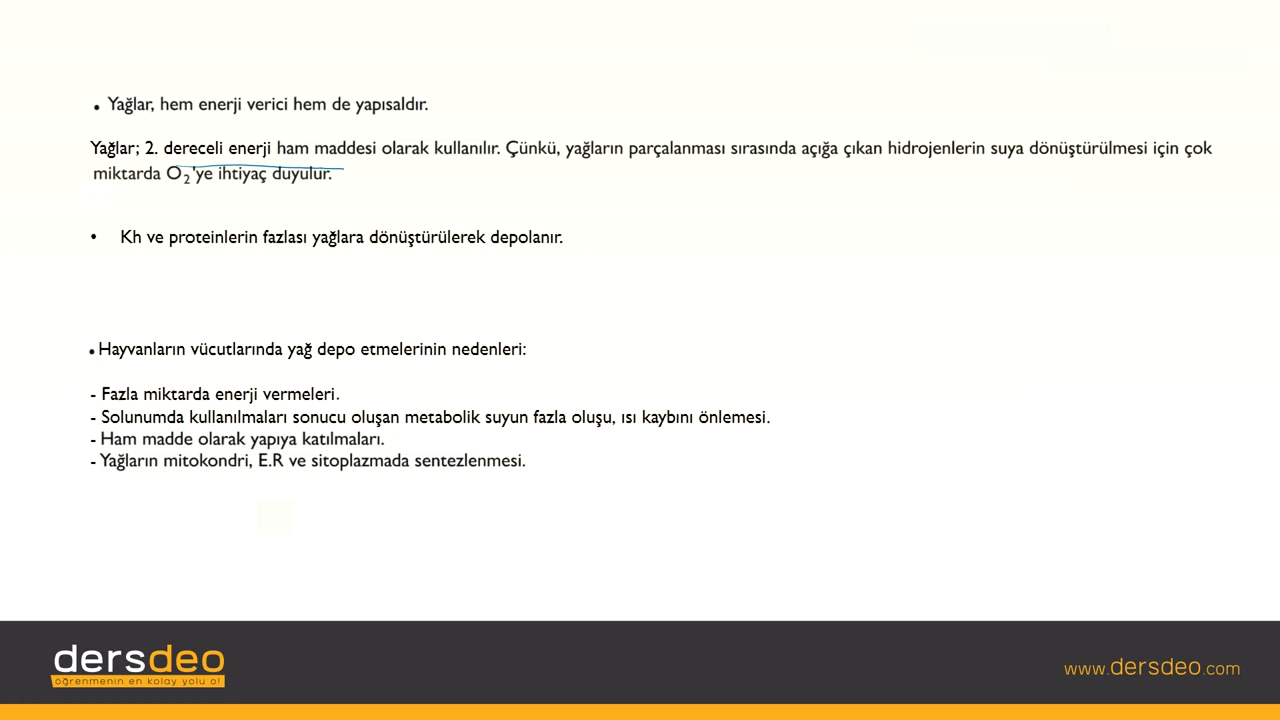 • Yağlar, hem enerji verici hem de yapısaldır.
Yağlar; 2. dereceli enerji ham maddesi olarak kullanılır. Çünkü, yağların parçalanması sırasında açığa çıkan hidrojenlerin suya dönüştürülmesi için çok
miktarda O₂'ye ihtiyaç duyulur.
• Kh ve proteinlerin fazlası yağlara dönüştürülerek depolanır.
• Hayvanların vücutlarında yağ depo etmelerinin nedenleri:
- Fazla miktarda enerji vermeleri.
- Solunumda kullanılmaları sonucu oluşan metabolik suyun fazla oluşu, ısı kaybını önlemesi.
- Ham madde olarak yapıya katılmaları.
- Yağların mitokondri, E.R ve sitoplazmada sentezlenmesi.
dersdeo
öğrenmenin en kolay yolu o!
www.dersdeo.com